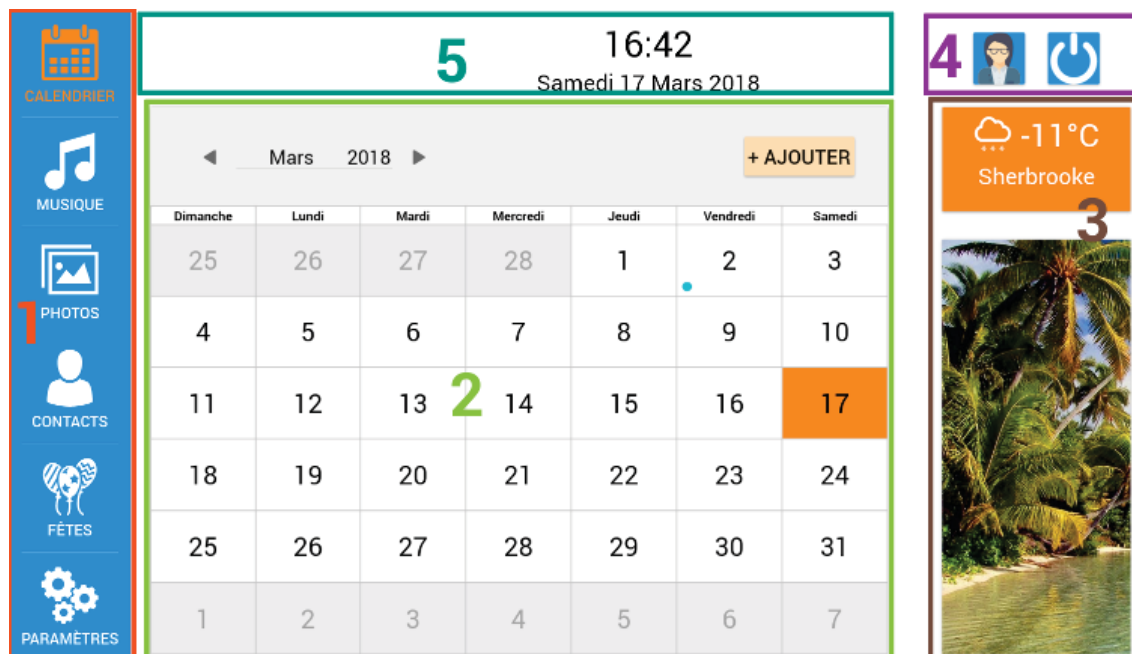 CALENDRIER
MUSIQUE
1
PHOTOS
CONTACTS
FÊTES
PARAMÈTRES
5
16:42
Samedi 17 Mars 2018
4
Mars 2018
+ AJOUTER
Dimanche Lundi Mardi Mercredi Jeudi Vendredi Samedi
25 26 27 28 1 2 3
4 5 6 7 8 9 10
11 12 13 2 14 15 16 17
18 19 20 21 22 23 24
25 26 27 28 29 30 31
1 2 3 4 5 6 7
-11°C
Sherbrooke
3